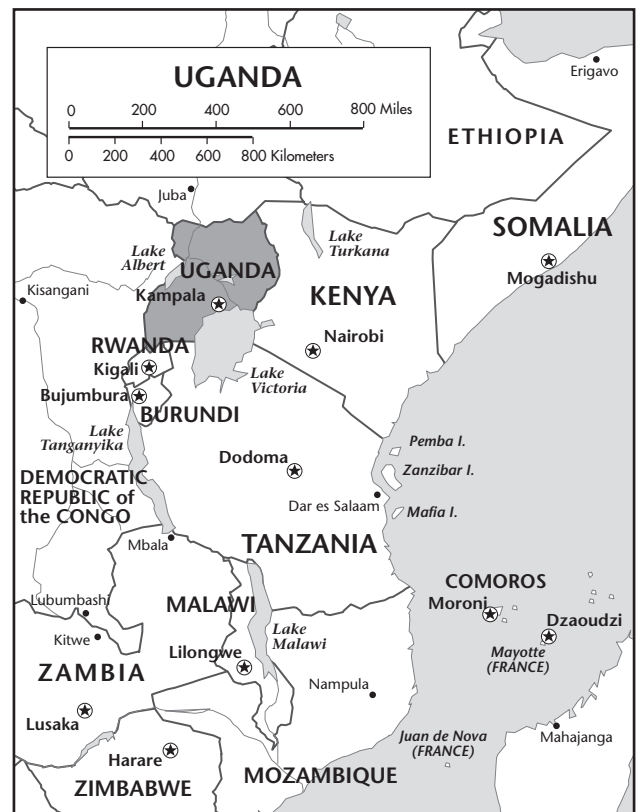 UGANDA
0 200 400 600 800 Miles
0 200 400 600 800 Kilometers
Erigavo
ETHIOPIA
Juba
SOMALIA
Lake
Turkana
Lake
Albert
UGANDA
Mogadishu
Kisangani
Kampala
KENYA
Nairobi
RWANDA
Kigali
Lake
Victoria
Bujumbura
BURUNDI
Lake
Tanganyika
Pemba I.
Dodoma
Zanzibar I.
DEMOCRATIC
REPUBLIC of
the CONGO
Dar es Salaam
Mafia I.
Mbala
TANZANIA
COMOROS
Moroni
Lubumbashi
MALAWI
Dzaoudzi
Kitwe
Lake
Malawi
Lilongwe
Mayotte
(FRANCE)
ZAMBIA
Nampula
Lusaka
Juan de Nova
(FRANCE)
Mahajanga
Harare
MOZAMBIQUE
ZIMBABWE